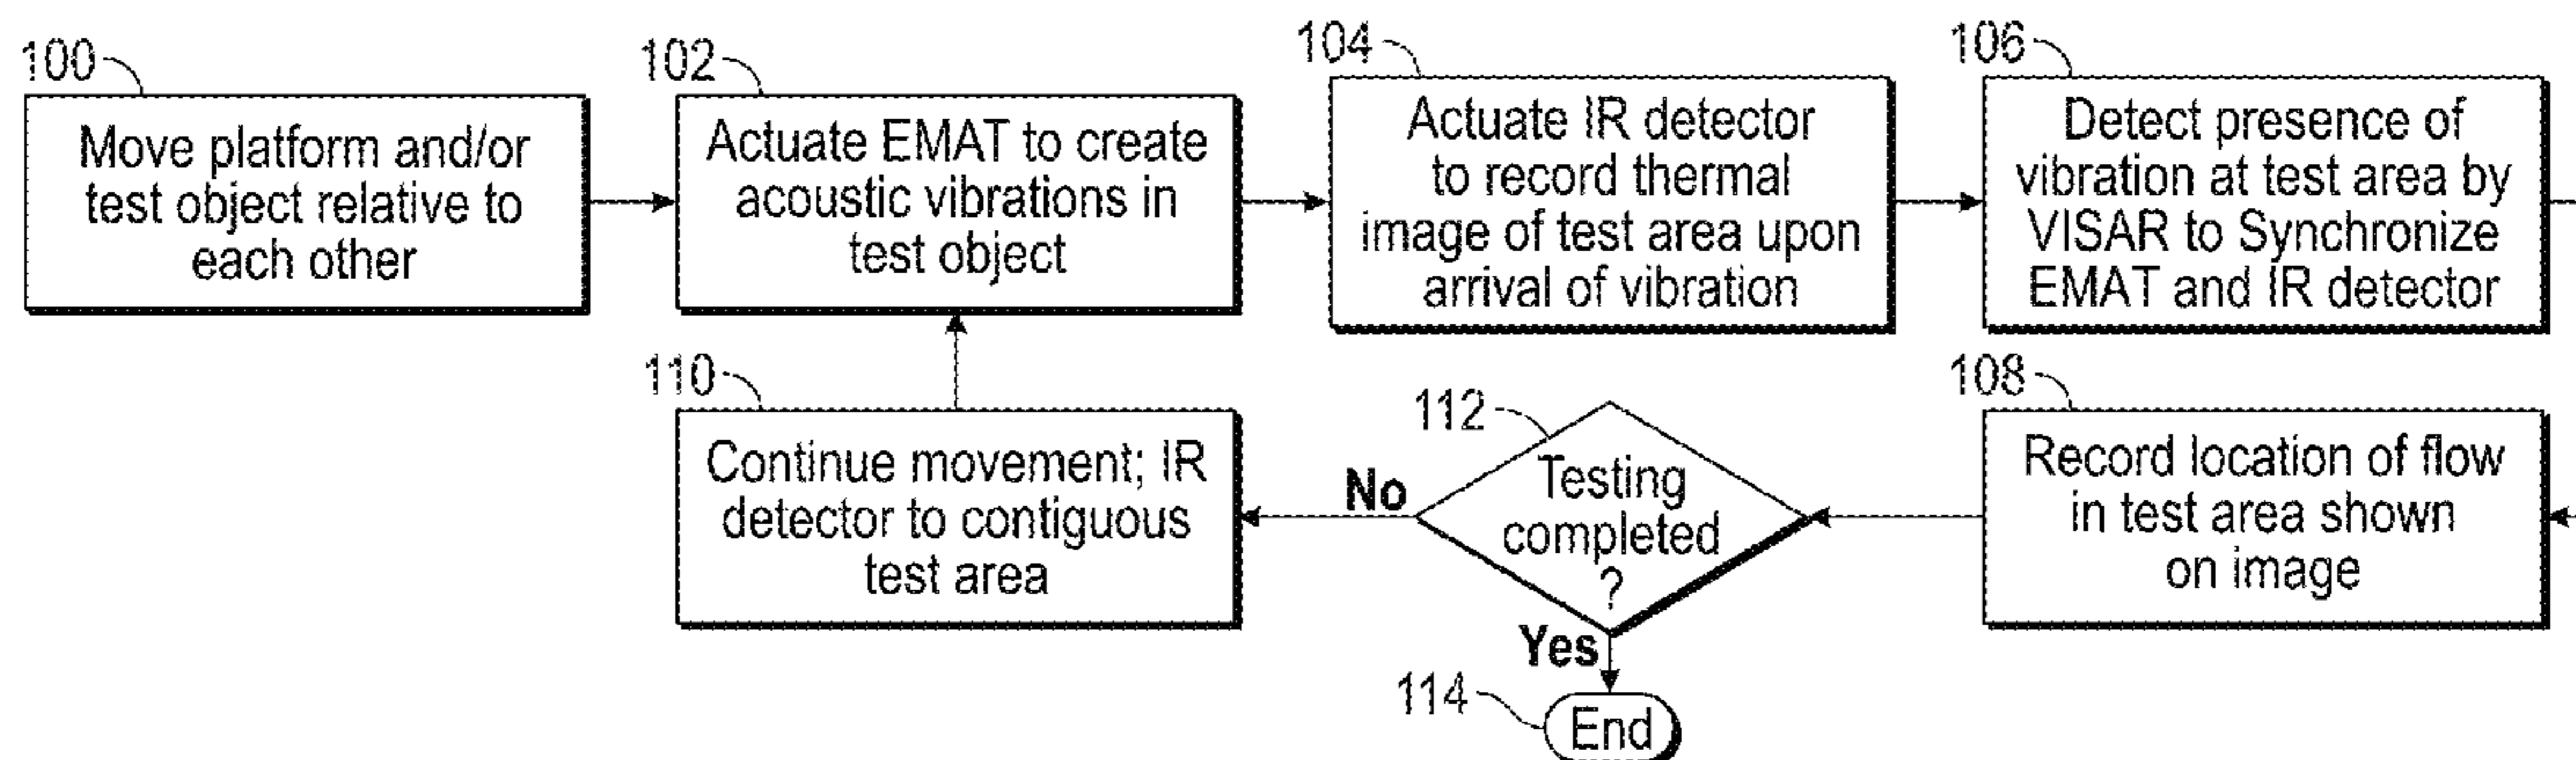 100
Move platform and/or
test object relative to
each other
102
Actuate EMAT to create
acoustic vibrations in
test object
104
Actuate IR detector
to record thermal
image of test area upon
arrival of vibration
106
Detect presence of
vibration at test area by
VISAR to Synchronize
EMAT and IR detector
108
Record location of flow
in test area shown
on image
112
Testing
completed
?
No
Yes
110
Continue movement; IR
detector to contiguous
test area
114
End